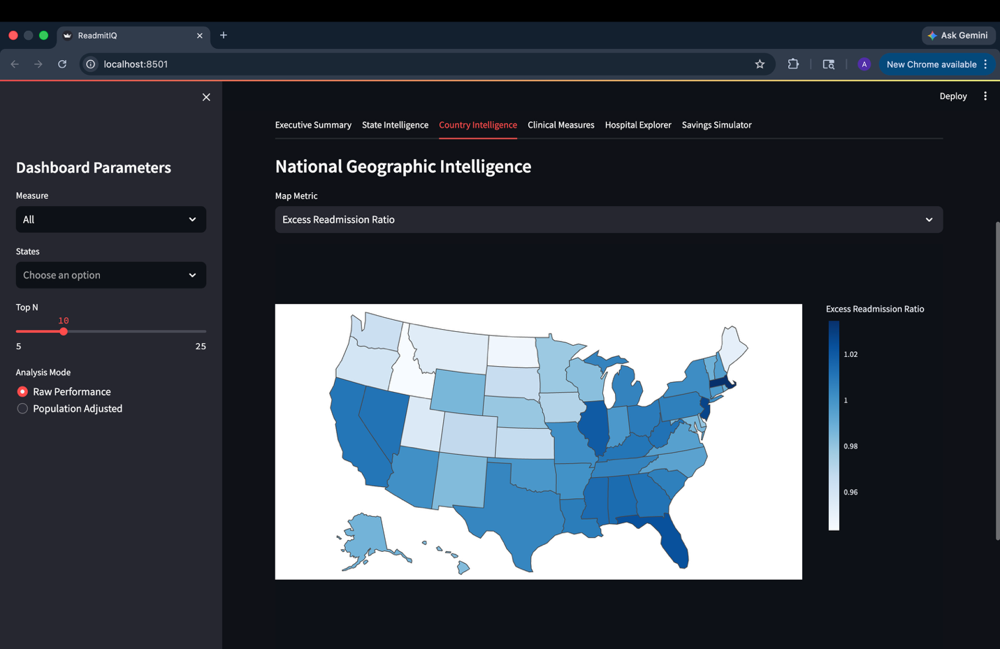 ReadmitIQ
Ask Gemini
localhost:8501
A
New Chrome available
Deploy
Executive Summary State Intelligence Country Intelligence Clinical Measures Hospital Explorer Savings Simulator
Dashboard Parameters
Measure
All
States
Choose an option
Top N
10
5 25
Analysis Mode
Raw Performance
Population Adjusted
National Geographic Intelligence
Map Metric
Excess Readmission Ratio
Excess Readmission Ratio
1.02
1
0.98
0.96